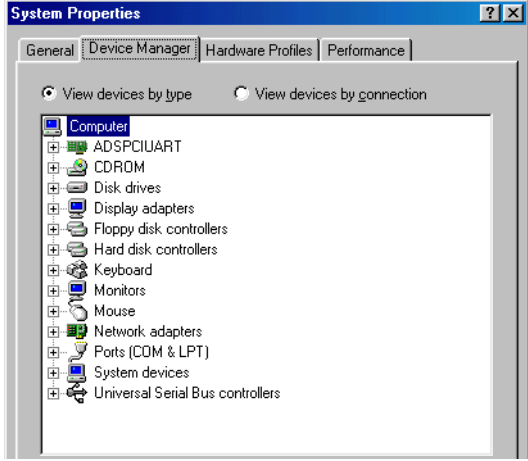 System Properties
General Device Manager Hardware Profiles Performance
View devices by type View devices by connection
Computer
ADSPCIUART
CDROM
Disk drives
Display adapters
Floppy disk controllers
Hard disk controllers
Keyboard
Monitors
Mouse
Network adapters
Ports (COM & LPT)
System devices
Universal Serial Bus controllers